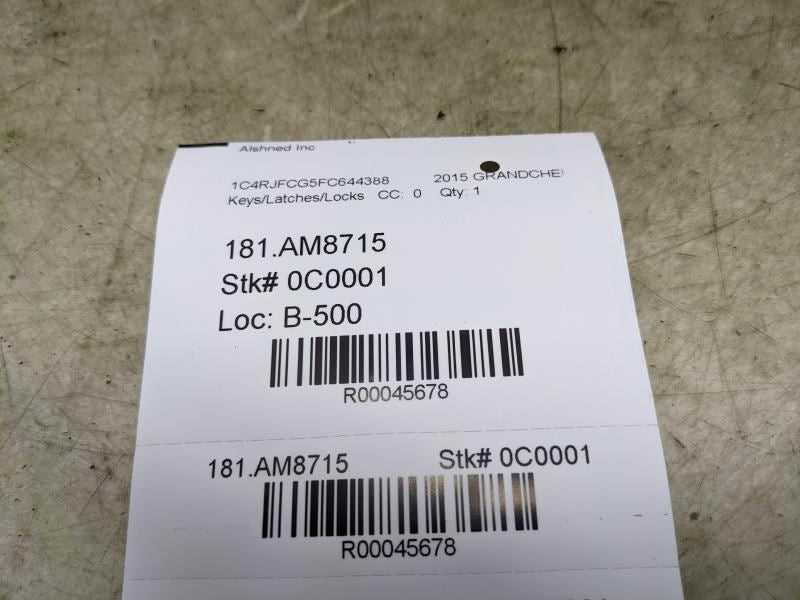 Alshned Inc
1C4RJFCG5FC644388 2015 GRANDCHE
Keys/Latches/Locks CC: 0 Qty: 1
181.AM8715
Stk# 0C0001
Loc: B-500
R00045678
181.AM8715 Stk# 0C0001
R00045678